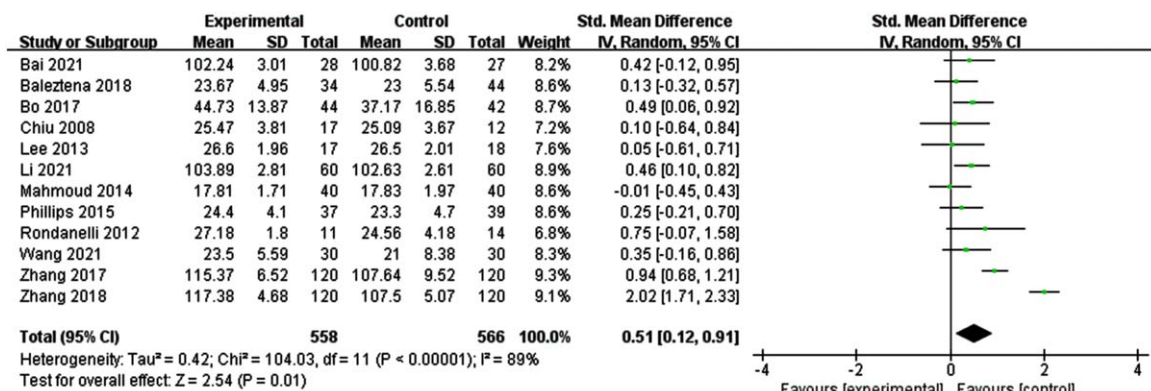 Experimental Control Std. Mean Difference Std. Mean Difference
Study or Subgroup Mean SD Total Mean SD Total Weight IV, Random, 95% CI IV, Random, 95% CI
Bai 2021 102.24 3.01 28 100.82 3.68 27 8.2% 0.42 [-0.12, 0.95]
Baleztena 2018 23.67 4.95 34 23 5.54 44 8.6% 0.13 [-0.32, 0.57]
Bo 2017 44.73 13.87 44 37.17 16.85 42 8.7% 0.49 [0.06, 0.92]
Chiu 2008 25.47 3.81 17 25.09 3.67 12 7.2% 0.10 [-0.64, 0.84]
Lee 2013 26.6 1.96 17 26.5 2.01 18 7.6% 0.05 [-0.61, 0.71]
Li 2021 103.89 2.81 60 102.63 2.61 60 8.9% 0.46 [0.10, 0.82]
Mahmoud 2014 17.81 1.71 40 17.83 1.97 40 8.6% -0.01 [-0.45, 0.43]
Phillips 2015 24.4 4.1 37 23.3 4.7 39 8.6% 0.25 [-0.21, 0.70]
Rondanelli 2012 27.18 1.8 11 24.56 4.18 14 6.8% 0.75 [-0.07, 1.58]
Wang 2021 23.5 5.59 30 21 8.38 30 8.3% 0.35 [-0.16, 0.86]
Zhang 2017 115.37 6.52 120 107.64 9.52 120 9.3% 0.94 [0.68, 1.21]
Zhang 2018 117.38 4.68 120 107.5 5.07 120 9.1% 2.02 [1.71, 2.33]
Total (95% CI) 558 566 100.0% 0.51 [0.12, 0.91]
Heterogeneity: Tau² = 0.42; Chi² = 104.03, df = 11 (P < 0.00001); I² = 89%
Test for overall effect: Z = 2.54 (P = 0.01)
-4 -2 0 2 4
Favours [experimental] Favours [control]